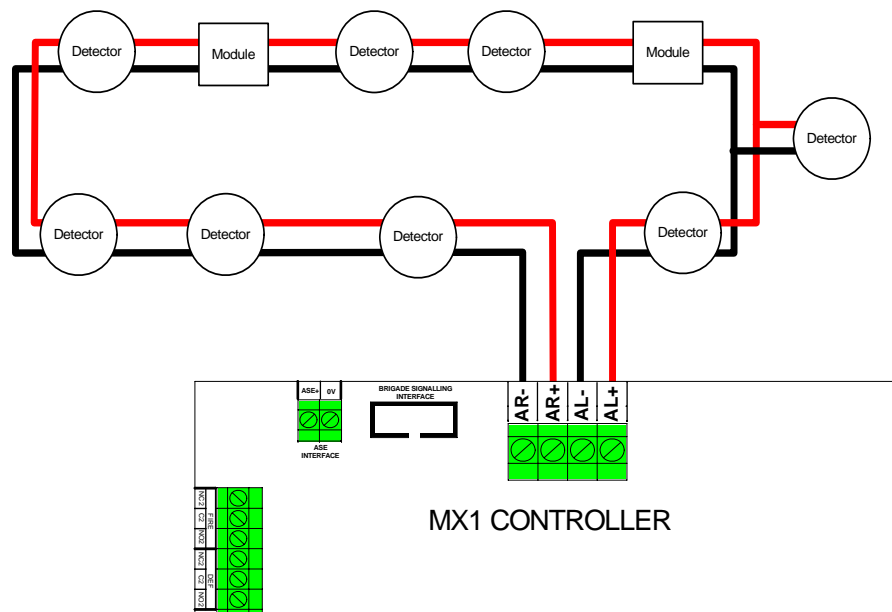 Detector
Module
Detector
Detector
Module
Detector
Detector
Detector
Detector
Detector
ASE+ 0V
ASE
INTERFACE
BRIGADE SIGNALLING
INTERFACE
AR-
AR+
AL-
AL+
MX1 CONTROLLER
NC2
C2
NO2
FIRE
NC2
C2
NO2
DEF